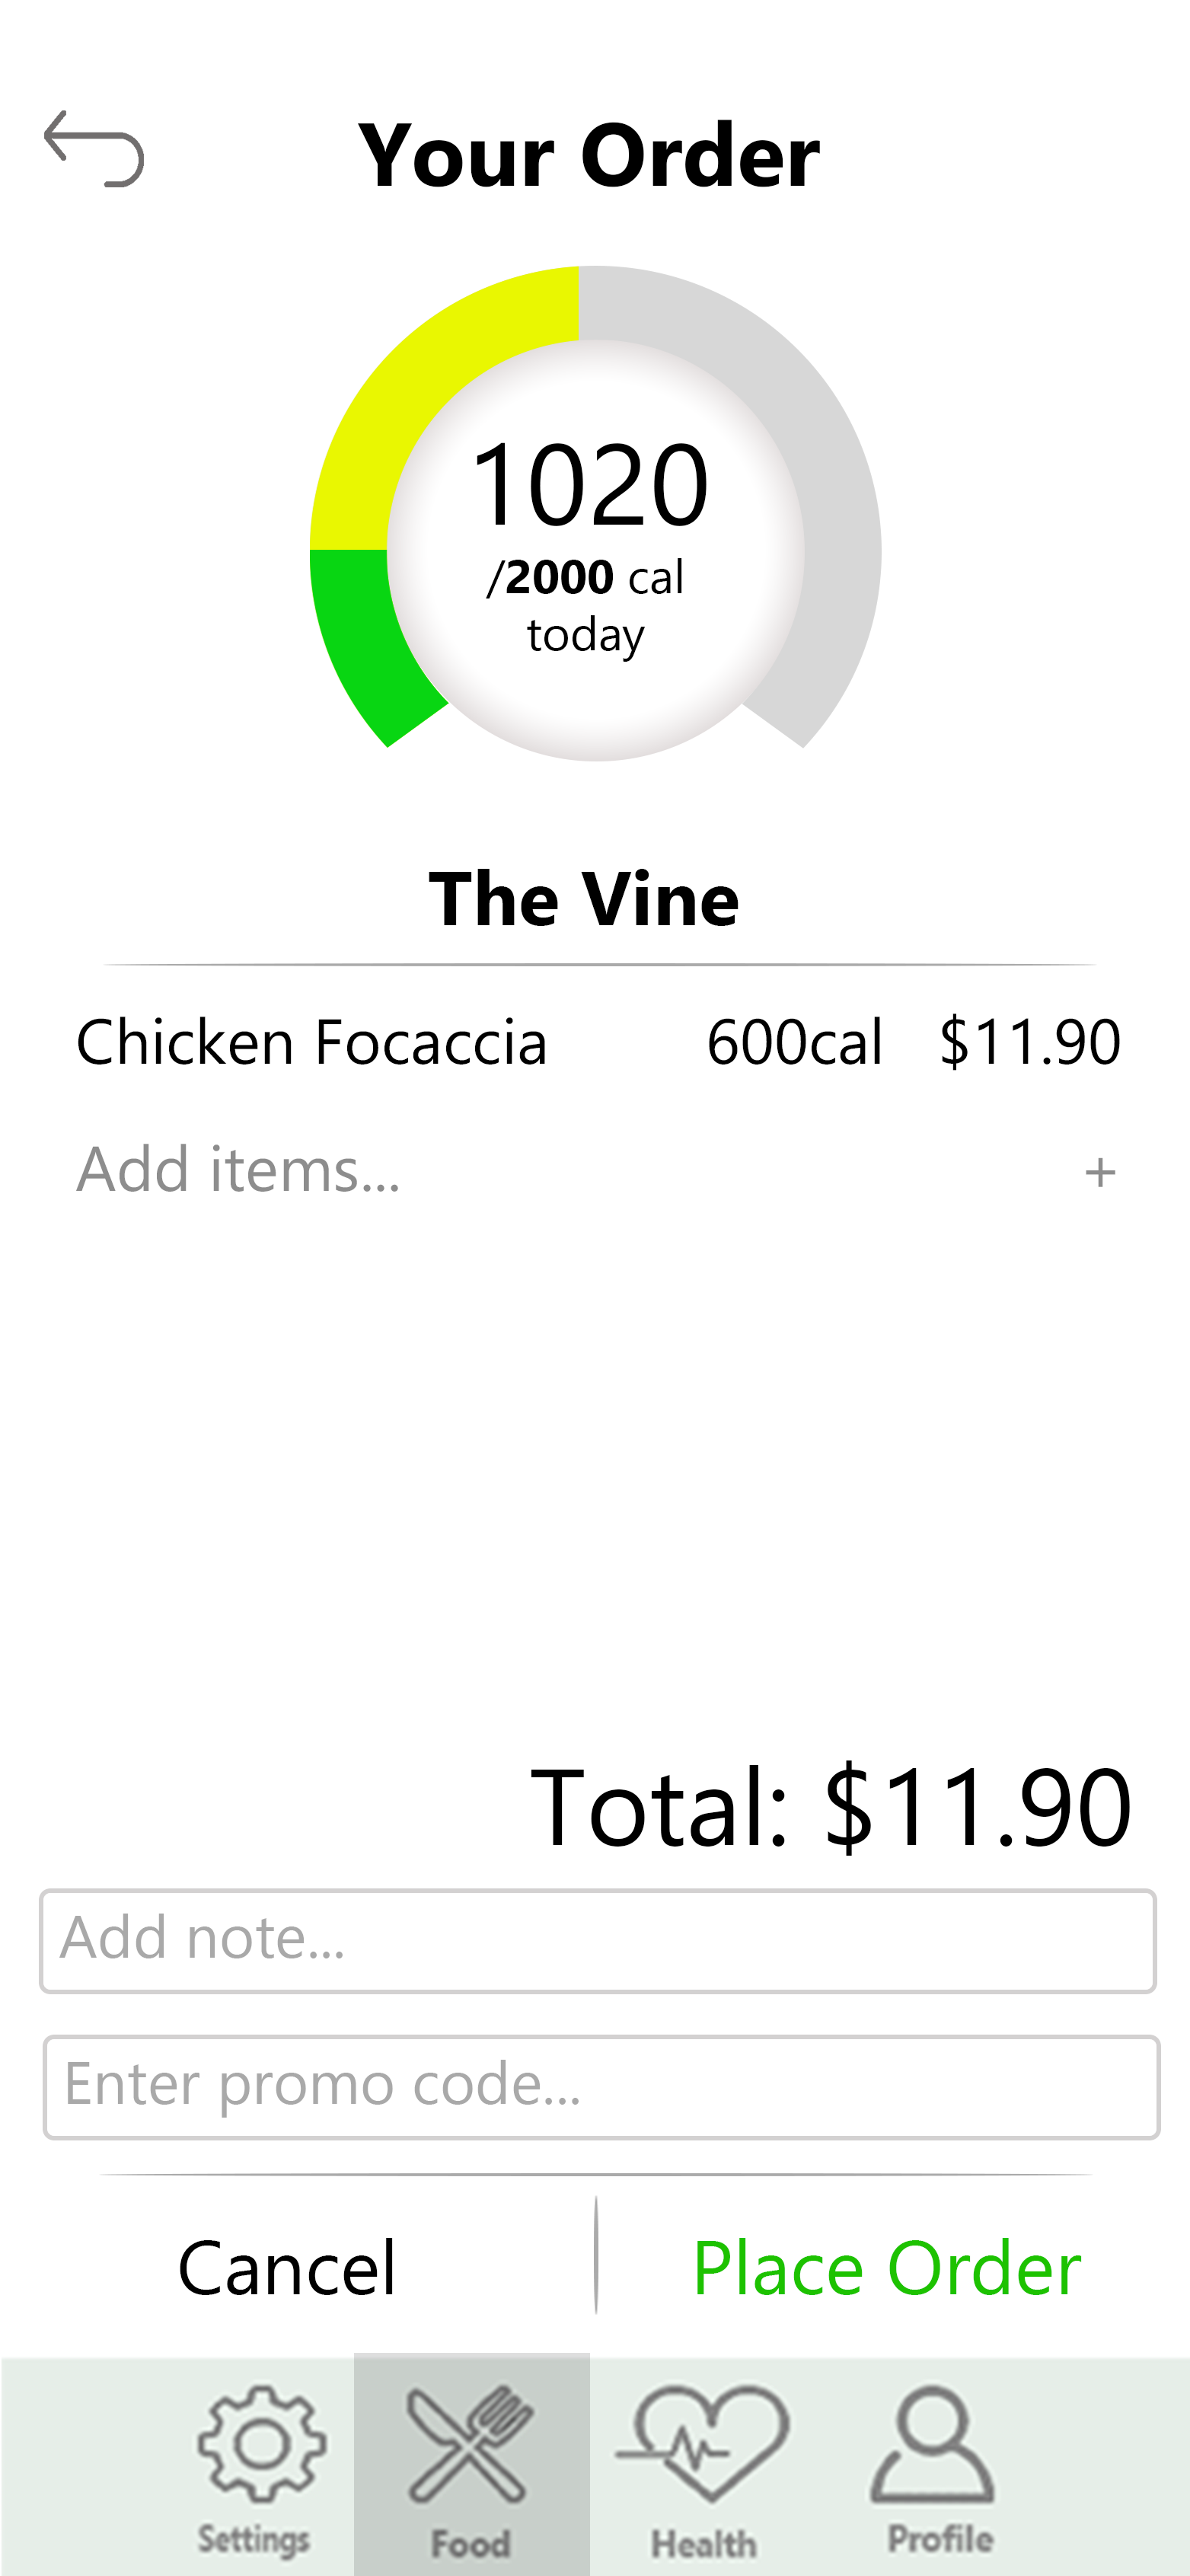 Your Order
1020
/2000 cal
today
The Vine
Chicken Focaccia 600cal $11.90
Add items... +
Total: $11.90
Add note...
Enter promo code...
Cancel Place Order
Settings Food Health Profile